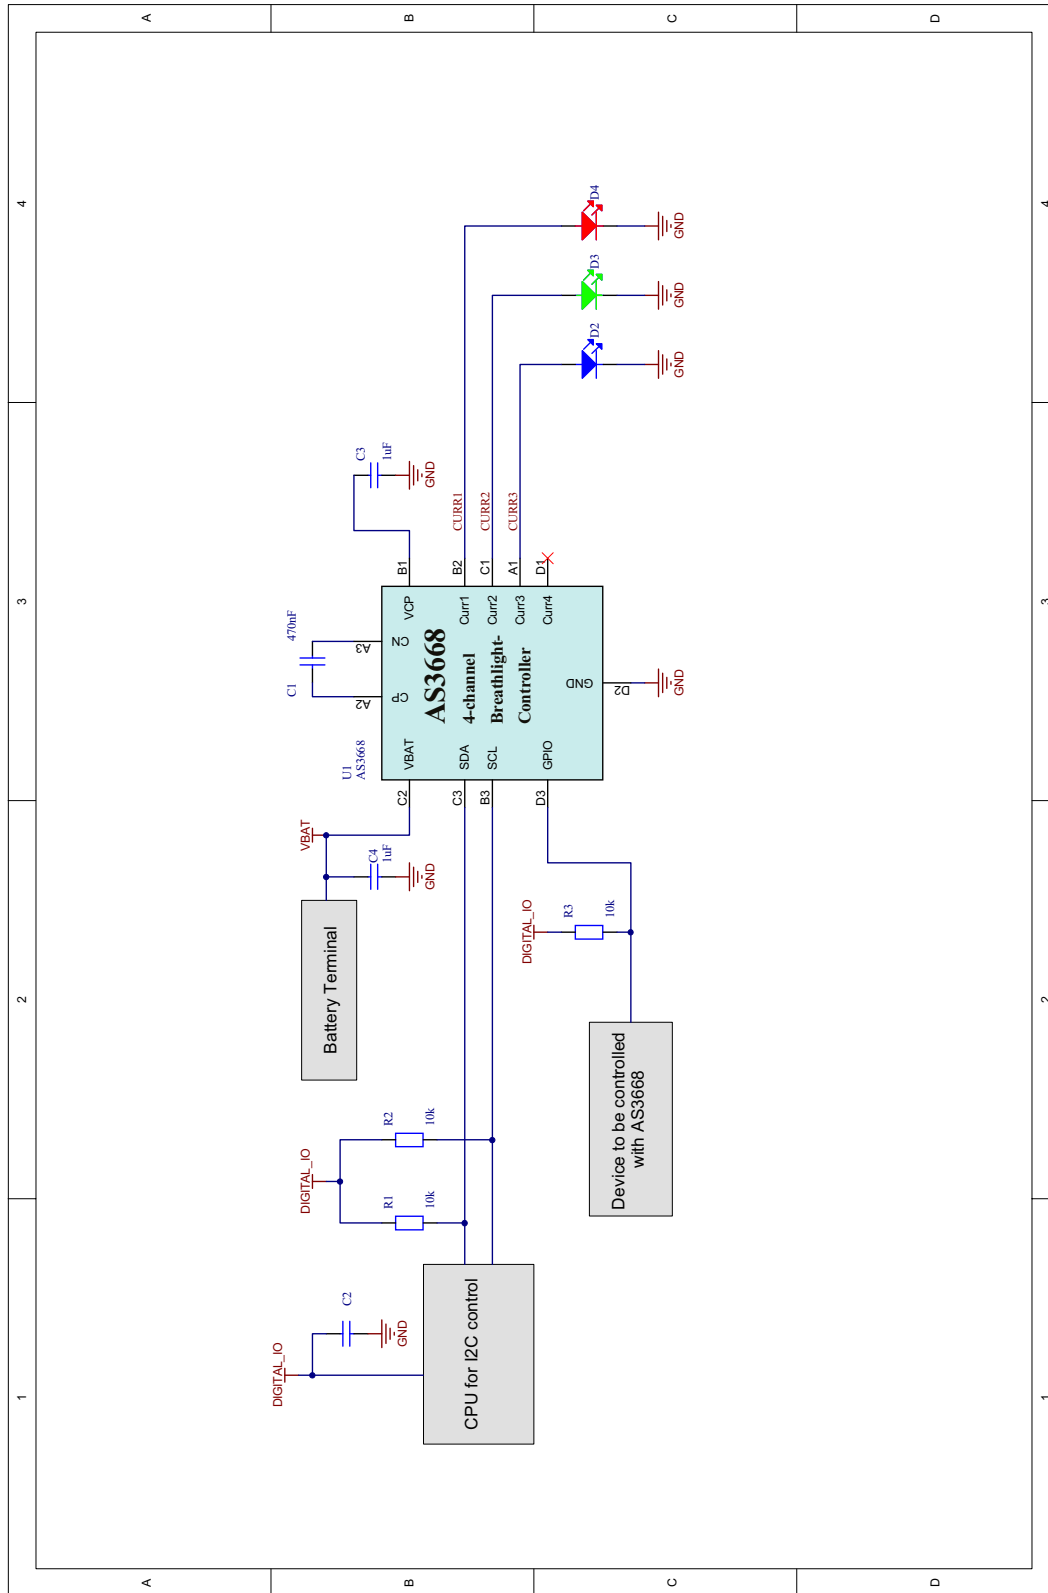 1
2
3
4
A
B
C
D
DIGITAL_IO
C2
GND
CPU for I2C control
DIGITAL_IO
R1
10k
R2
10k
Battery Terminal
VBAT
C4
1uF
GND
DIGITAL_IO
R3
10k
Device to be controlled
with AS3668
U1
AS3668
C1
470nF
A2
A3
CP
CN
C2
VBAT
C3
SDA
B3
SCL
D3
GPIO
AS3668
4-channel
Breathlight-
Controller
VCP
B1
Curr1
B2
Curr2
C1
Curr3
A1
Curr4
D1
GND
D2
GND
C3
1uF
GND
CURR1
CURR2
CURR3
D2
GND
D3
GND
D4
GND
A
B
C
D
1
2
3
4